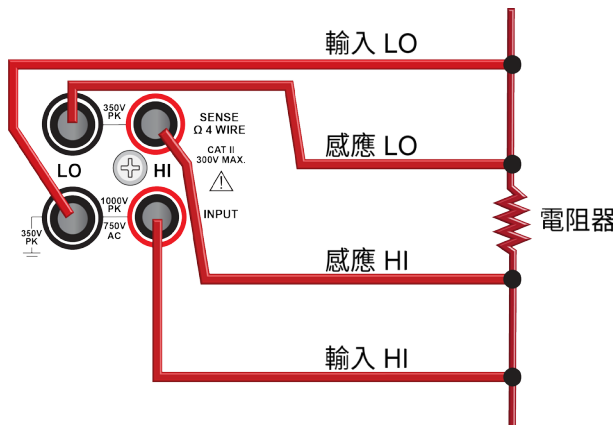 輸入 LO
350V
PK
SENSE
Ω 4 WIRE
感應 LO
CAT II
300V MAX.
LO
HI
1000V
PK
INPUT
750V
AC
350V
PK
電阻器
感應 HI
輸入 HI